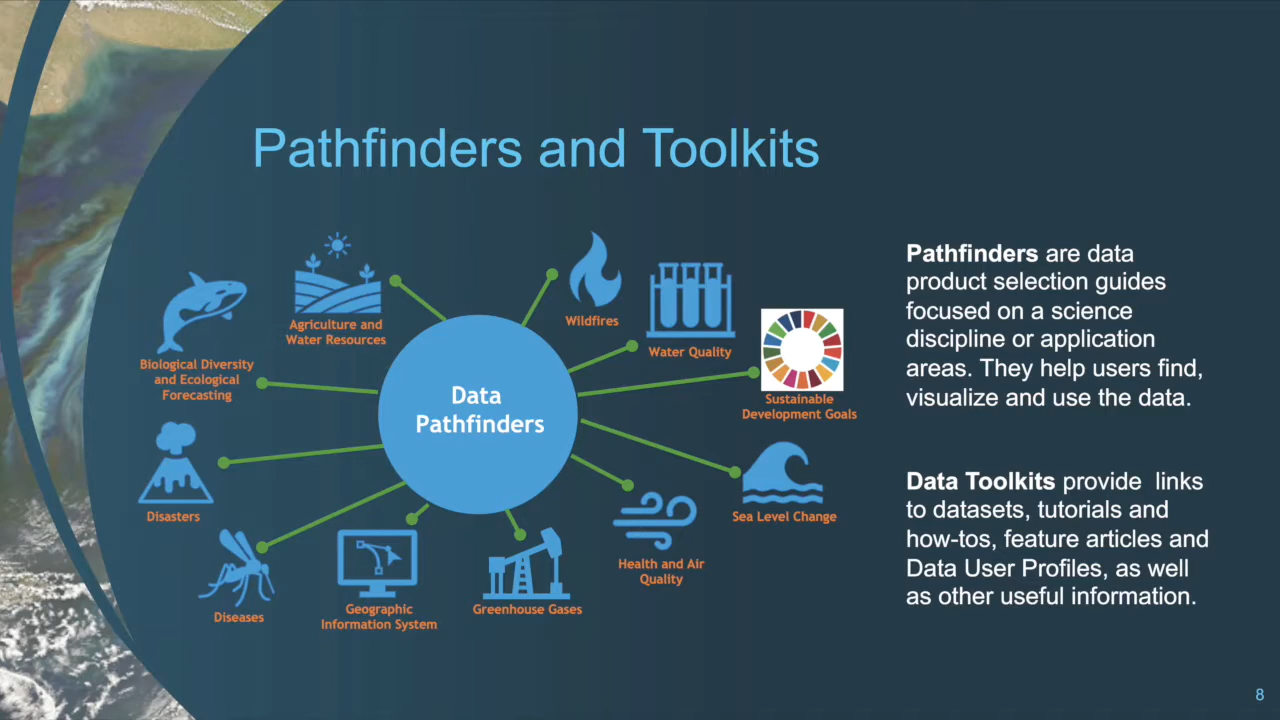 Pathfinders and Toolkits
Agriculture and
Water Resources
Wildfires
Water Quality
Biological Diversity
and Ecological
Forecasting
Sustainable
Development Goals
Data
Pathfinders
Disasters
Sea Level Change
Health and Air
Quality
Diseases
Geographic
Information System
Greenhouse Gases
Pathfinders are data
product selection guides
focused on a science
discipline or application
areas. They help users find,
visualize and use the data.
Data Toolkits provide  links
to datasets, tutorials and
how-tos, feature articles and
Data User Profiles, as well
as other useful information.
8